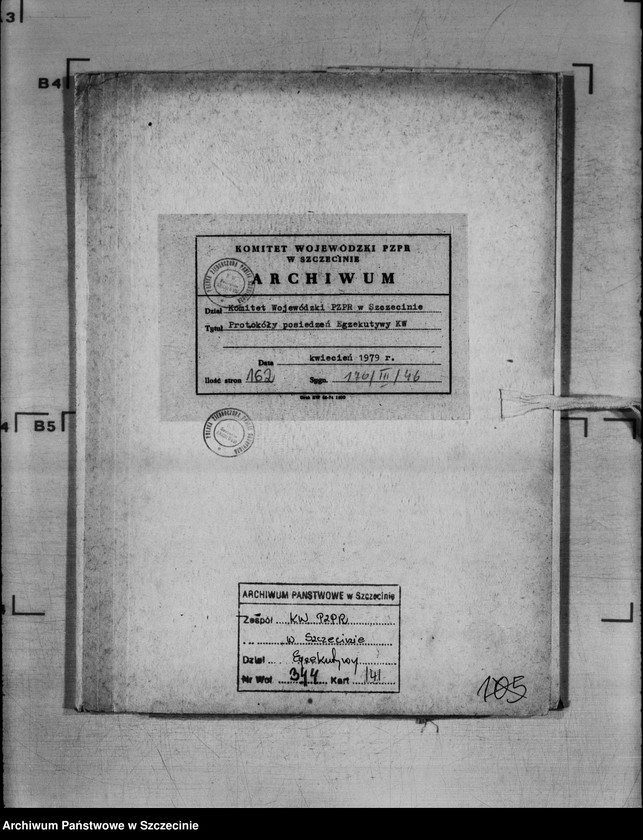 A3
B4
KOMITET WOJEWÓDZKI PZPR
W SZCZECINIE
ARCHIWUM
Dział Komitet Wojewódzki PZPR w Szczecinie
Tytuł Protokóły posiedzeń Egzekutywy KW
Data kwiecień 1979 r.
Ilość stron 162 Sygn. 176/III/46
4 B5
ARCHIWUM PAŃSTWOWE w Szczecinie
Zespół KW PZPR
w Szczecinie
Dział Egzekutywy
Nr Wol 344 Kart 141
105
Archiwum Państwowe w Szczecinie